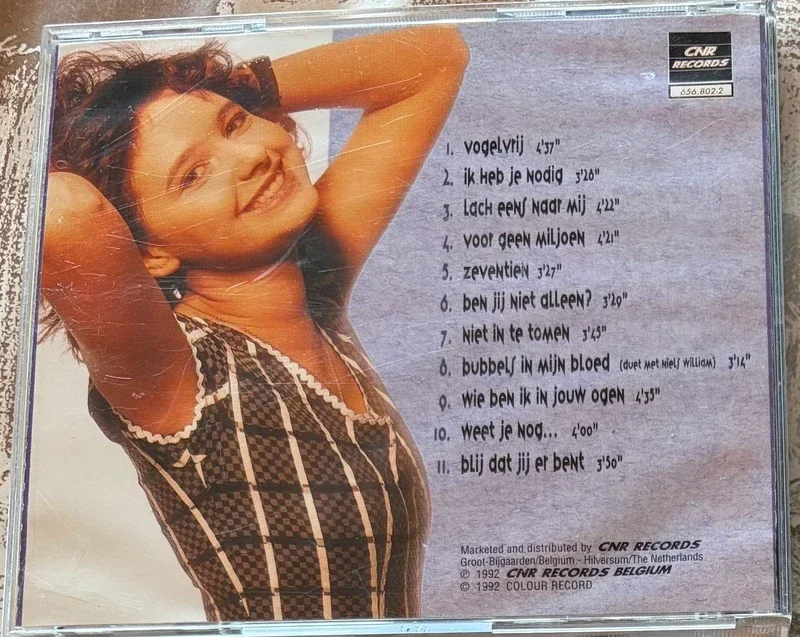 CNR
RECORDS
656.802-2
1. vogelvrij 4'37"
2. ik heb je nodig 3'28"
3. lach eens naar mij 4'22"
4. voor geen miljoen 4'21"
5. zeventien 3'27"
6. ben jij niet alleen? 3'29"
7. niet in te tomen 3'45"
8. bubbels in mijn bloed (duet met Niels William) 3'14"
9. wie ben ik in jouw ogen 4'35"
10. weet je nog... 4'00"
11. blij dat jij er bent 3'50"
Marketed and distributed by CNR RECORDS
Groot-Bijgaarden/Belgium - Hilversum/The Netherlands
℗ 1992 CNR RECORDS BELGIUM
© 1992 COLOUR RECORD